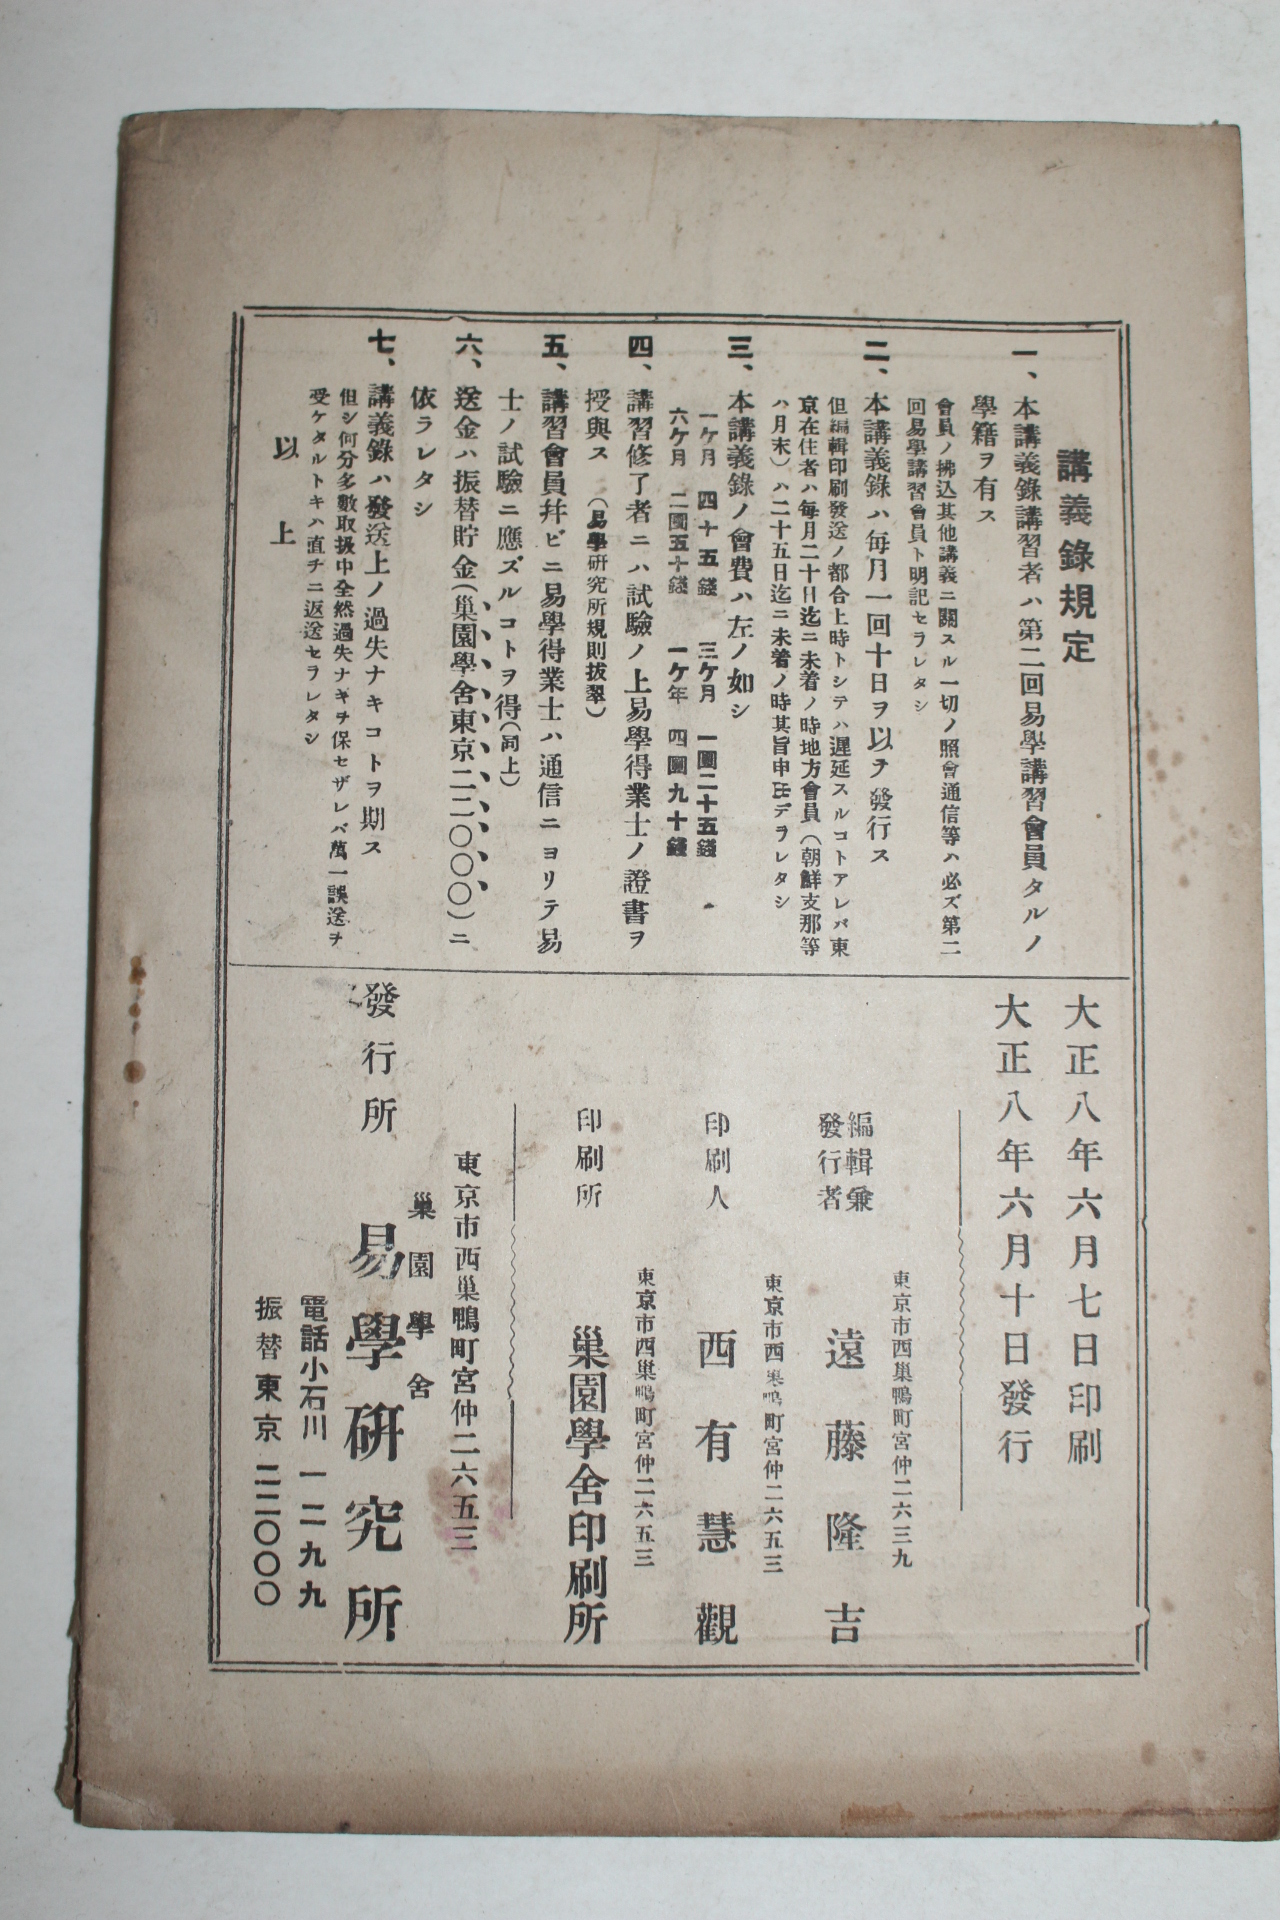 講義錄規定
一、本講義錄講習者ハ第二回易學講習會員タルノ
學籍ヲ有ス
會員ノ拂込其他講義ニ關スル一切ノ照會通信等ハ必ズ第二
回易學講習會員ト明記セラレタシ
二、本講義錄ハ每月一回十日ヲ以テ發行ス
但編輯印刷發送ノ都合上時トシテハ遲延スルコトアレバ東
京在住者ハ每月二十日迄ニ未着ノ時地方會員(朝鮮支那等
ハ月末)ハ二十五日迄ニ未着ノ時其旨申出デラレタシ
三、本講義錄ノ會費ハ左ノ如シ
一ケ月 四十五錢 三ケ月 一圓二十五錢
六ケ月 二圓五十錢 一ケ年 四圓九十錢
四、講習修了者ニハ試驗ノ上易學得業士ノ證書ヲ
授與ス (易學研究所規則拔翠)
五、講習會員幷ビニ易學得業士ハ通信ニヨリテ易
士ノ試驗ニ應ズルコトヲ得(同上)
六、送金ハ振替貯金(巢園學舍東京二二〇〇〇)ニ
依ラレタシ
七、講義錄ハ發送上ノ過失ナキコトヲ期ス
但シ何分多數取扱中全然過失ナキヲ保セザレバ萬一誤送ヲ
受ケタルトキハ直チニ返送セラレタシ
以上
大正八年六月七日印刷
大正八年六月十日發行
東京市西巢鴨町宮仲二六三九
編輯兼
發行者 遠藤隆吉
東京市西巢鴨町宮仲二六五三
印刷人 西有慧觀
東京市西巢鴨町宮仲二六五三
印刷所 巢園學舍印刷所
東京市西巢鴨町宮仲二六五三
巢園學舍
發行所 易學研究所
電話小石川 一二九九
振替東京 二二〇〇〇